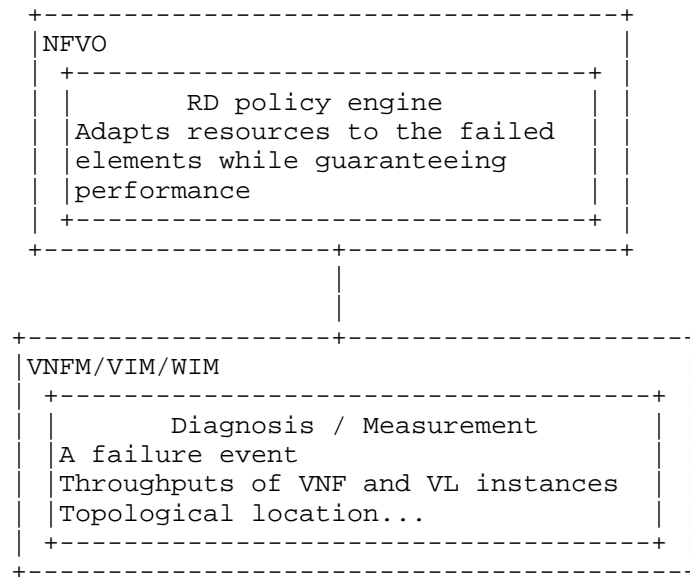 NFVO
RD policy engine
Adapts resources to the failed
elements while guaranteeing
performance
VNFM/VIM/WIM
Diagnosis / Measurement
A failure event
Throughputs of VNF and VL instances
Topological location...